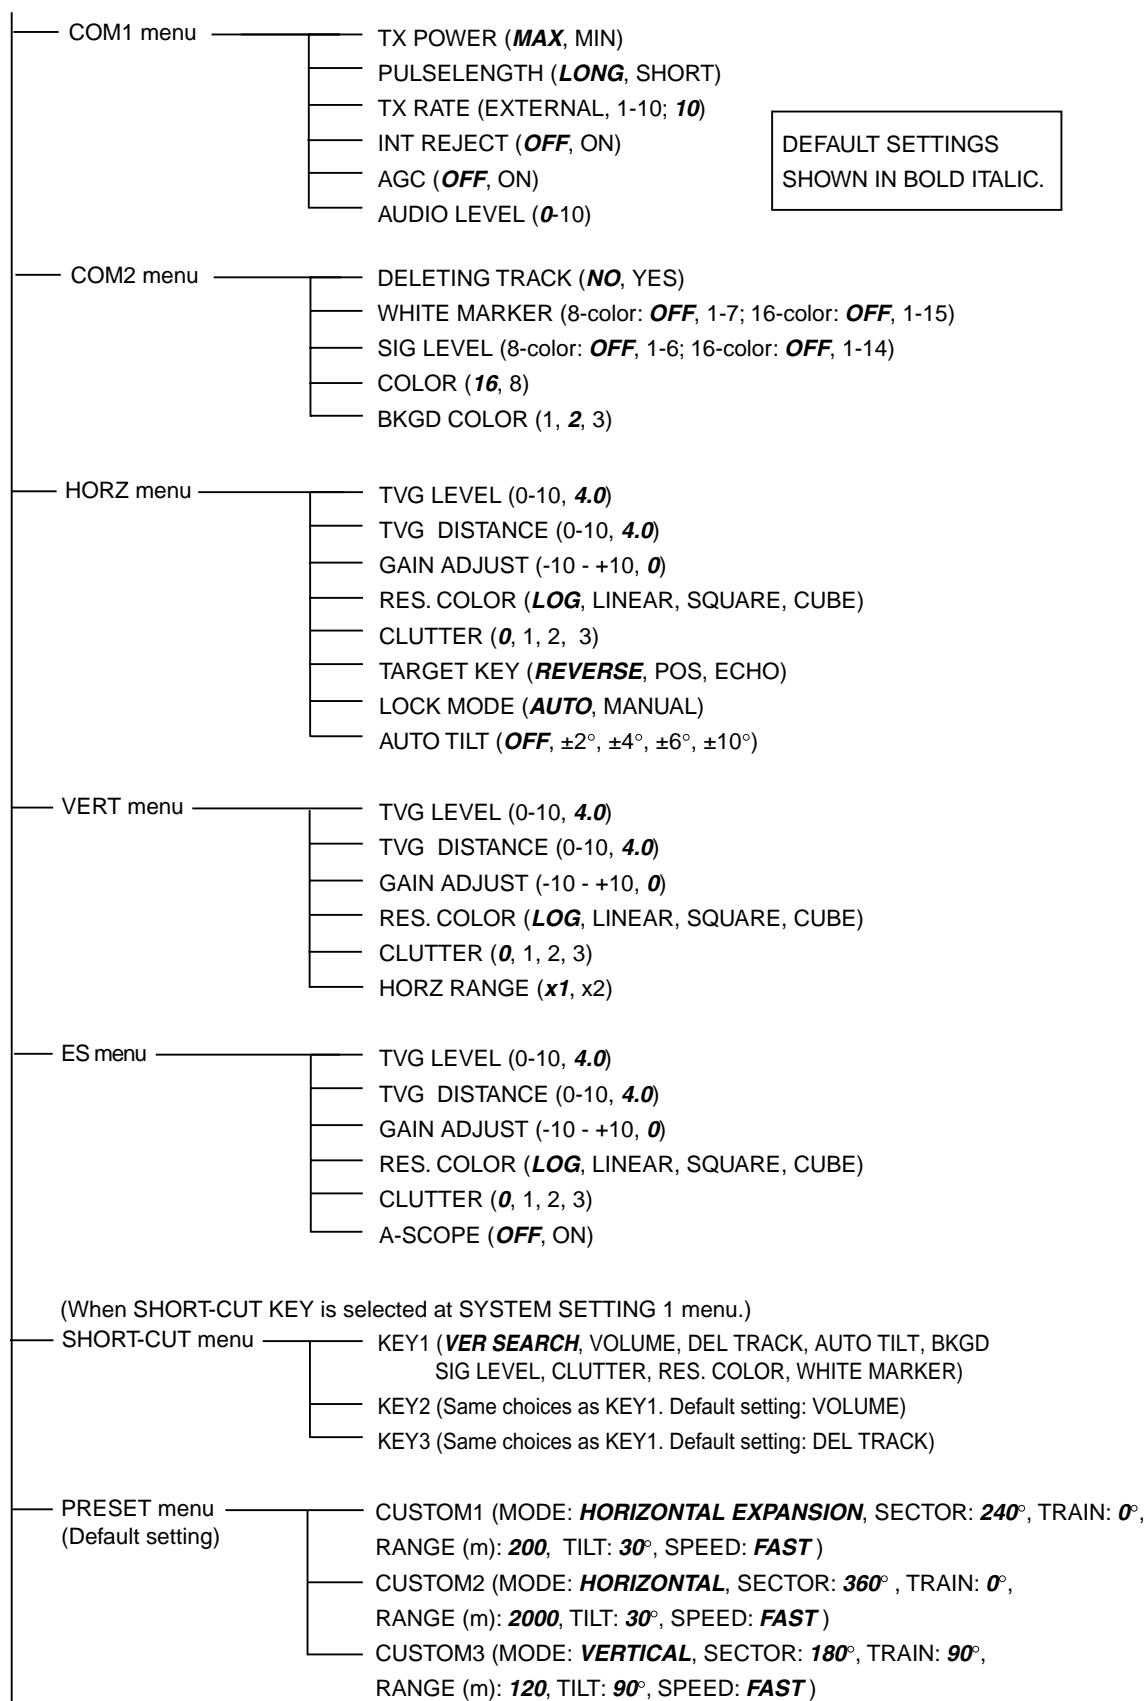 COM1 menu
TX POWER (MAX, MIN)
PULSELENGTH (LONG, SHORT)
TX RATE (EXTERNAL, 1-10; 10)
INT REJECT (OFF, ON)
AGC (OFF, ON)
AUDIO LEVEL (0-10)
DEFAULT SETTINGS
SHOWN IN BOLD ITALIC.
COM2 menu
DELETING TRACK (NO, YES)
WHITE MARKER (8-color: OFF, 1-7; 16-color: OFF, 1-15)
SIG LEVEL (8-color: OFF, 1-6; 16-color: OFF, 1-14)
COLOR (16, 8)
BKGD COLOR (1, 2, 3)
HORZ menu
TVG LEVEL (0-10, 4.0)
TVG DISTANCE (0-10, 4.0)
GAIN ADJUST (-10 - +10, 0)
RES. COLOR (LOG, LINEAR, SQUARE, CUBE)
CLUTTER (0, 1, 2, 3)
TARGET KEY (REVERSE, POS, ECHO)
LOCK MODE (AUTO, MANUAL)
AUTO TILT (OFF, ±2°, ±4°, ±6°, ±10°)
VERT menu
TVG LEVEL (0-10, 4.0)
TVG DISTANCE (0-10, 4.0)
GAIN ADJUST (-10 - +10, 0)
RES. COLOR (LOG, LINEAR, SQUARE, CUBE)
CLUTTER (0, 1, 2, 3)
HORZ RANGE (x1, x2)
ES menu
TVG LEVEL (0-10, 4.0)
TVG DISTANCE (0-10, 4.0)
GAIN ADJUST (-10 - +10, 0)
RES. COLOR (LOG, LINEAR, SQUARE, CUBE)
CLUTTER (0, 1, 2, 3)
A-SCOPE (OFF, ON)
(When SHORT-CUT KEY is selected at SYSTEM SETTING 1 menu.)
SHORT-CUT menu
KEY1 (VER SEARCH, VOLUME, DEL TRACK, AUTO TILT, BKGD
SIG LEVEL, CLUTTER, RES. COLOR, WHITE MARKER)
KEY2 (Same choices as KEY1. Default setting: VOLUME)
KEY3 (Same choices as KEY1. Default setting: DEL TRACK)
PRESET menu
(Default setting)
CUSTOM1 (MODE: HORIZONTAL EXPANSION, SECTOR: 240°, TRAIN: 0°,
RANGE (m): 200, TILT: 30°, SPEED: FAST )
CUSTOM2 (MODE: HORIZONTAL, SECTOR: 360° , TRAIN: 0°,
RANGE (m): 2000, TILT: 30°, SPEED: FAST )
CUSTOM3 (MODE: VERTICAL, SECTOR: 180°, TRAIN: 90°,
RANGE (m): 120, TILT: 90°, SPEED: FAST )